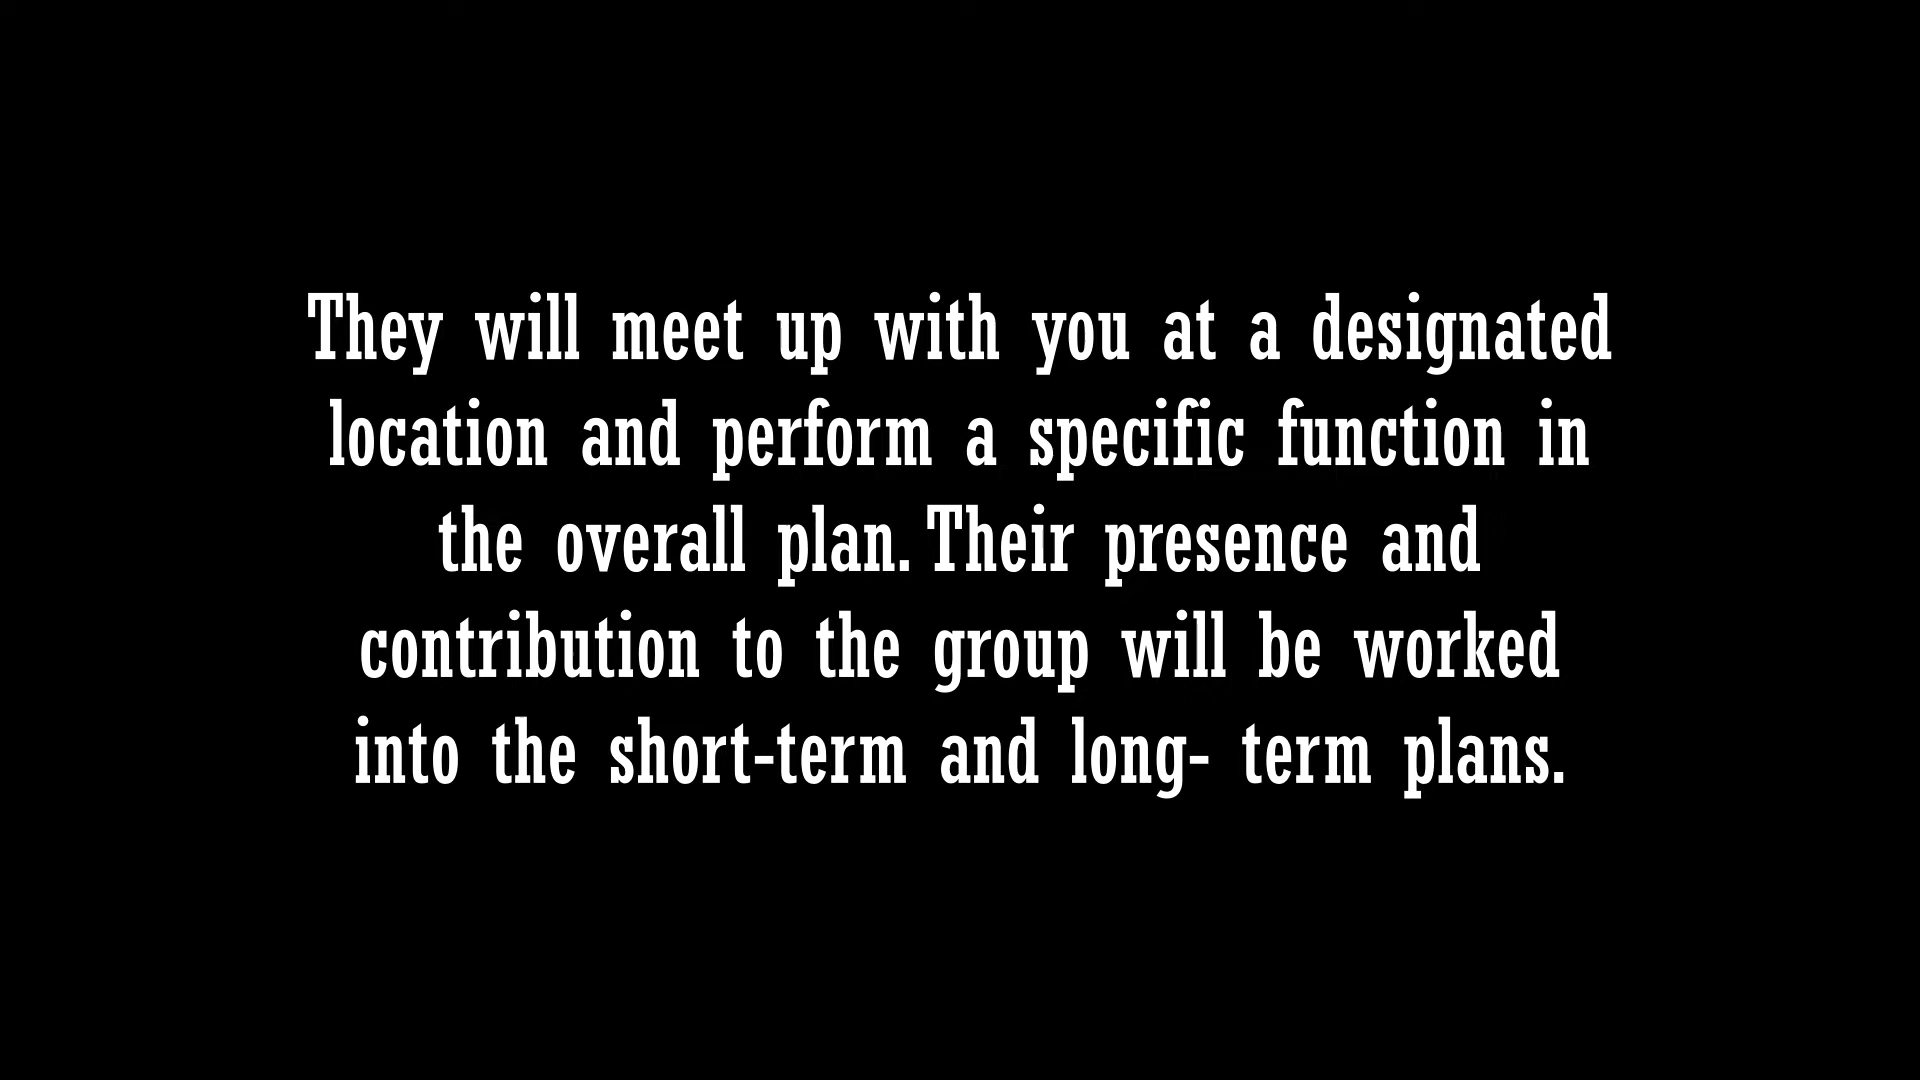 They will meet up with you at a designated
location and perform a specific function in
the overall plan. Their presence and
contribution to the group will be worked
into the short-term and long- term plans.